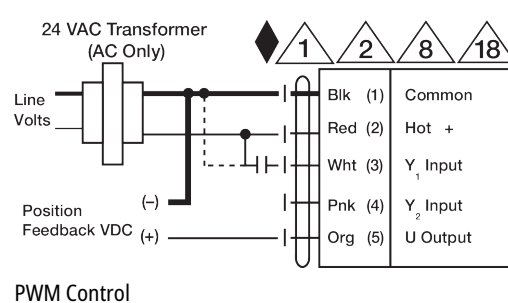 24 VAC Transformer
(AC Only)
1 2 8 18
Line
Volts
Blk (1) Common
Red (2) Hot +
Wht (3) Y1 Input
Pnk (4) Y2 Input
Org (5) U Output
Position
Feedback VDC
(–)
(+)
PWM Control